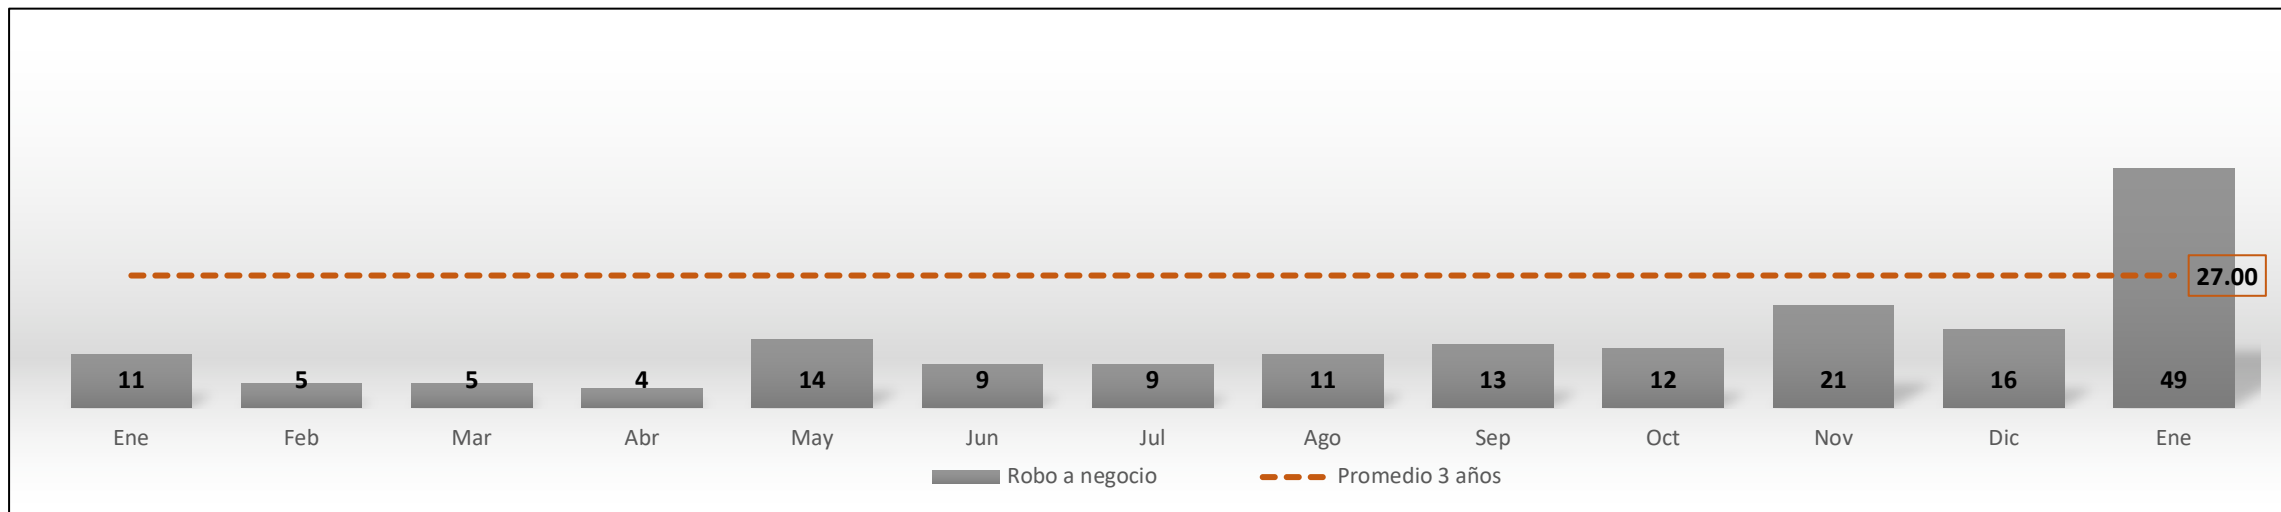 27.00
11 5 5 4 14 9 9 11 13 12 21 16 49
Ene Feb Mar Abr May Jun Jul Ago Sep Oct Nov Dic Ene
Robo a negocio Promedio 3 años